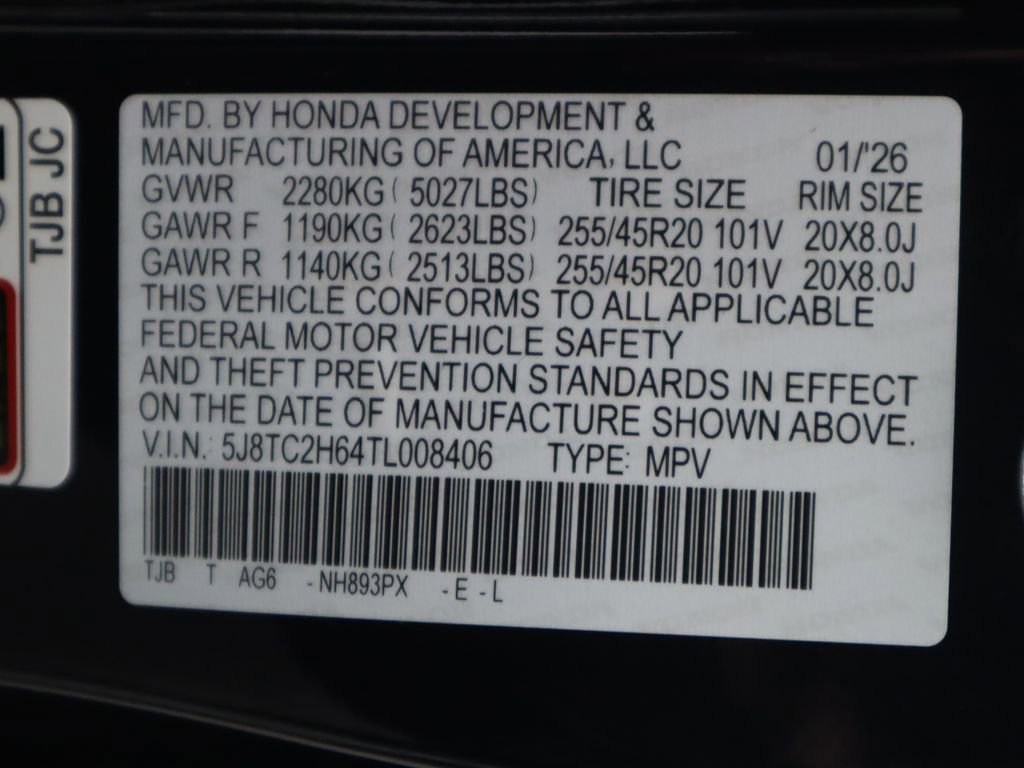 MFD. BY HONDA DEVELOPMENT &
MANUFACTURING OF AMERICA, LLC 01/'26
GVWR 2280KG ( 5027LBS) TIRE SIZE RIM SIZE
GAWR F 1190KG ( 2623LBS) 255/45R20 101V 20X8.0J
GAWR R 1140KG ( 2513LBS) 255/45R20 101V 20X8.0J
THIS VEHICLE CONFORMS TO ALL APPLICABLE
FEDERAL MOTOR VEHICLE SAFETY
AND THEFT PREVENTION STANDARDS IN EFFECT
ON THE DATE OF MANUFACTURE SHOWN ABOVE.
V.I.N.: 5J8TC2H64TL008406 TYPE: MPV
TJB T AG6 -NH893PX -E -L
TJB JC